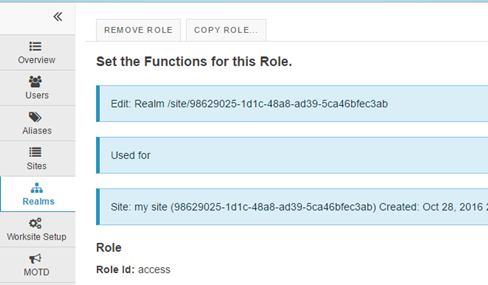 REMOVE ROLE
COPY ROLE...
Set the Functions for this Role.
Edit: Realm /site/98629025-1d1c-48a8-ad39-5ca46bfec3ab
Used for
Site: my site (98629025-1d1c-48a8-ad39-5ca46bfec3ab) Created: Oct 28, 2016
Role
Role Id: access
Overview
Users
Aliases
Sites
Realms
Worksite Setup
MOTD